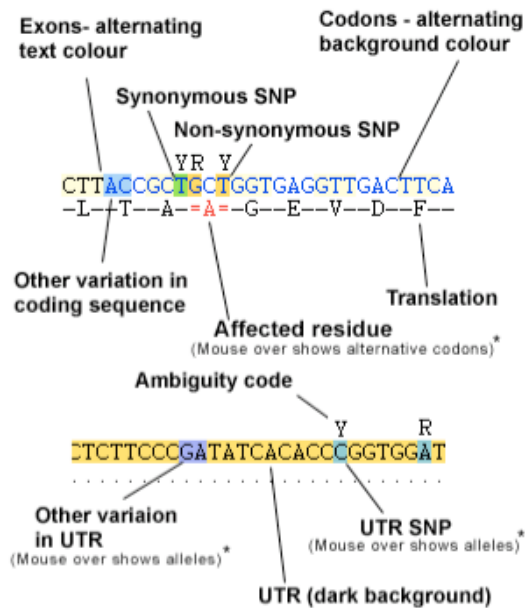 Exons- alternating
text colour
Codons - alternating
background colour
Synonymous SNP
Non-synonymous SNP
YR Y
CTTACCGCTGCTGGTGAGGTTGACTTCA
–L--T--A-=A=-G--E--V--D--F–
Other variation in
coding sequence
Translation
Affected residue
(Mouse over shows alternative codons)*
Ambiguity code
Y R
CTCTTCCCGATATCACACCCGGTGGAT
. . . . . . . . . . . . . . . . . . . . . . . . . . .
Other variaion
in UTR
(Mouse over shows alleles)*
UTR SNP
(Mouse over shows alleles)*
UTR (dark background)